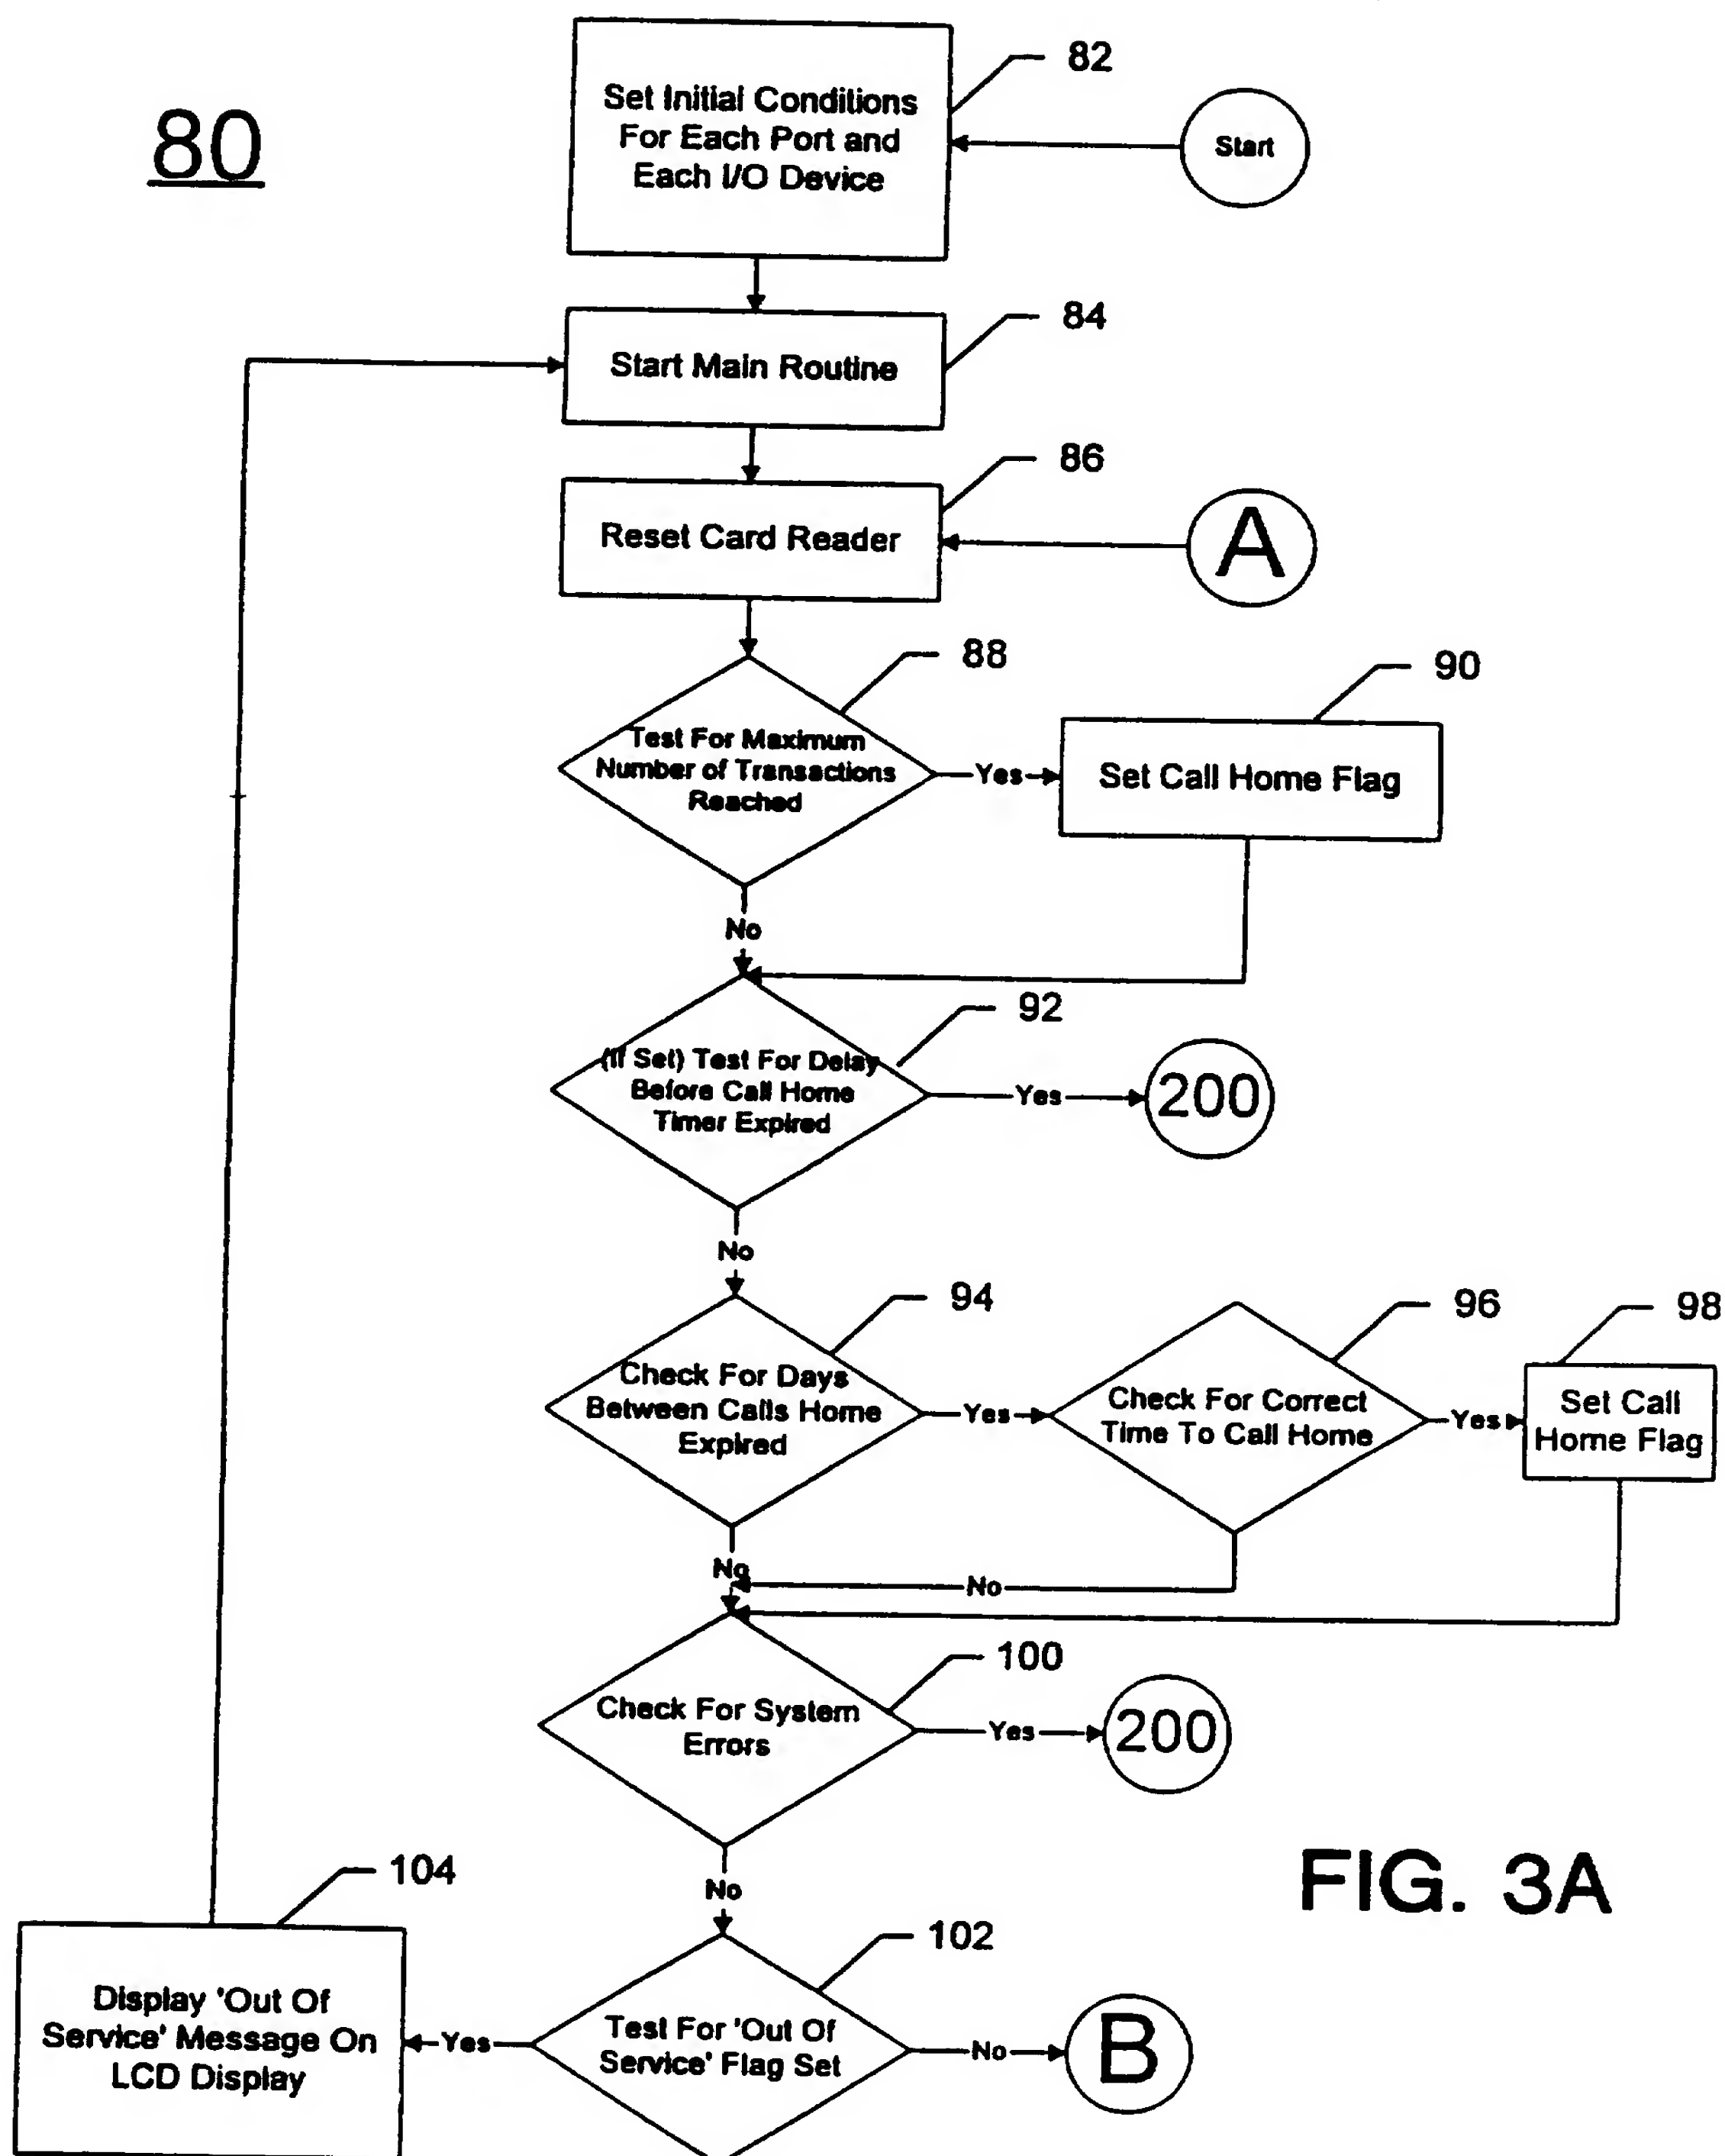 80
Set Initial Conditions
For Each Port and
Each I/O Device
82
Start
Start Main Routine
84
Reset Card Reader
86
A
Test For Maximum
Number of Transactions
Reached
88
Yes
Set Call Home Flag
90
No
(If Set) Test For Delay
Before Call Home
Timer Expired
92
Yes
200
No
Check For Days
Between Calls Home
Expired
94
Yes
Check For Correct
Time To Call Home
96
Yes
Set Call
Home Flag
98
No
No
Check For System
Errors
100
Yes
200
No
FIG. 3A
Display 'Out Of
Service' Message On
LCD Display
104
Yes
Test For 'Out Of
Service' Flag Set
102
No
B